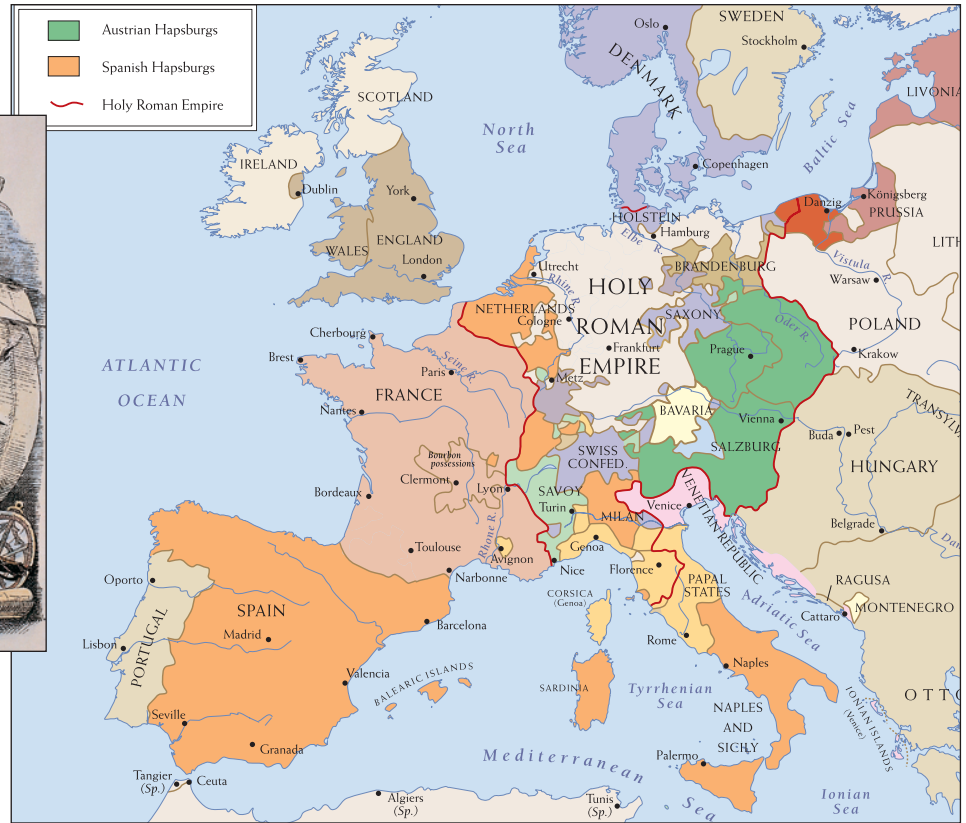 Austrian Hapsburgs
Spanish Hapsburgs
Holy Roman Empire
Oslo
SWEDEN
Stockholm
DENMARK
SCOTLAND
North
Sea
Baltic Sea
LIVONIA
IRELAND
Dublin
York
Copenhagen
Königsberg
PRUSSIA
Danzig
HOLSTEIN
Hamburg
Elbe R.
ENGLAND
WALES
London
Utrecht
Rhine R.
HOLY
ROMAN
EMPIRE
BRANDENBURG
Vistula R.
Warsaw
LITH
NETHERLANDS
Cologne
SAXONY
Oder R.
POLAND
Cherbourg
Frankfurt
Prague
Krakow
Brest
Seine R.
Paris
Metz
ATLANTIC
OCEAN
FRANCE
Nantes
BAVARIA
Vienna
TRANSYLV
Buda
Pest
SALZBURG
SWISS
CONFED.
HUNGARY
Bourbon
possessions
Clermont
Lyon
Bordeaux
SAVOY
Turin
MILAN
Venice
VENETIAN REPUBLIC
Belgrade
Dan
Rhone R.
Toulouse
Avignon
Genoa
Nice
Narbonne
Florence
PAPAL
STATES
RAGUSA
Cattaro
MONTENEGRO
Adriatic Sea
CORSICA
(Genoa)
Rome
Oporto
SPAIN
PORTUGAL
Madrid
Barcelona
Lisbon
Valencia
BALEARIC ISLANDS
SARDINIA
Tyrrhenian
Sea
Naples
NAPLES
AND
SICILY
IONIAN ISLANDS
(Venice)
OTTO
Seville
Granada
Palermo
Mediterranean
Sea
Tangier
(Sp.)
Ceuta
Algiers
(Sp.)
Tunis
(Sp.)
Ionian
Sea